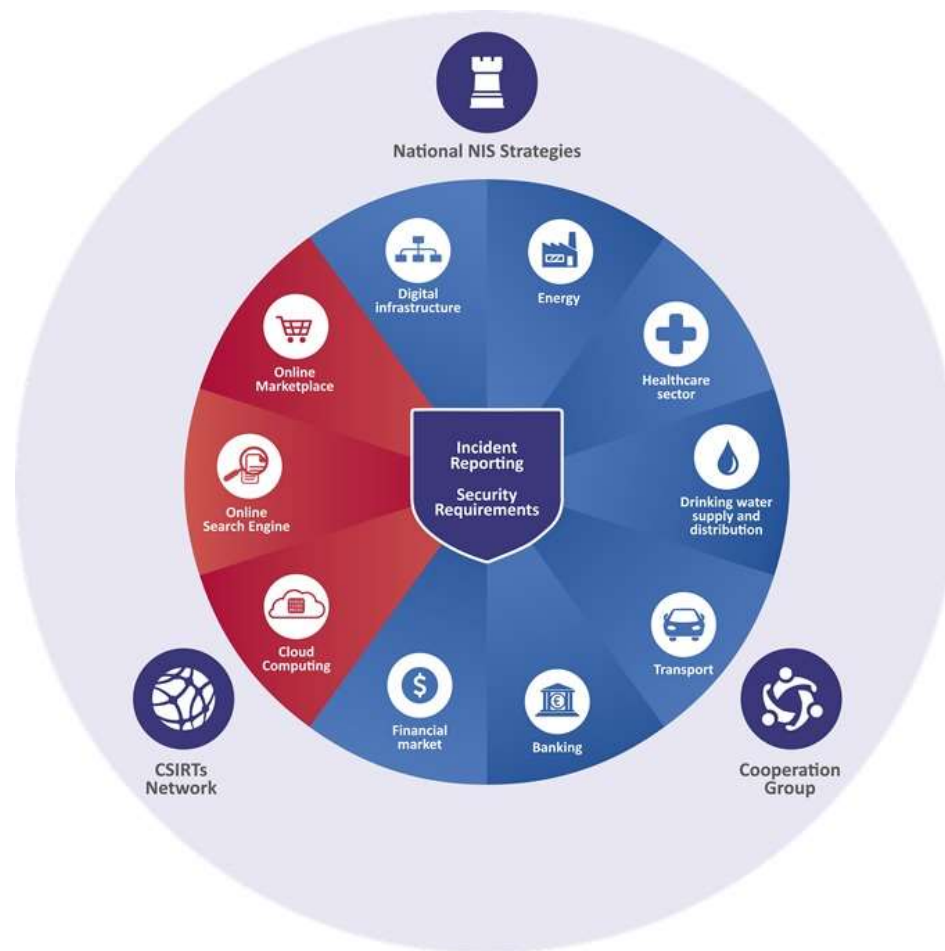 National NIS Strategies
Digital
infrastructure
Energy
Online
Marketplace
Healthcare
sector
Incident
Reporting
Security
Requirements
Online
Search Engine
Drinking water
supply and
distribution
Cloud
Computing
Transport
$
Financial
market
€
Banking
CSIRTs
Network
Cooperation
Group